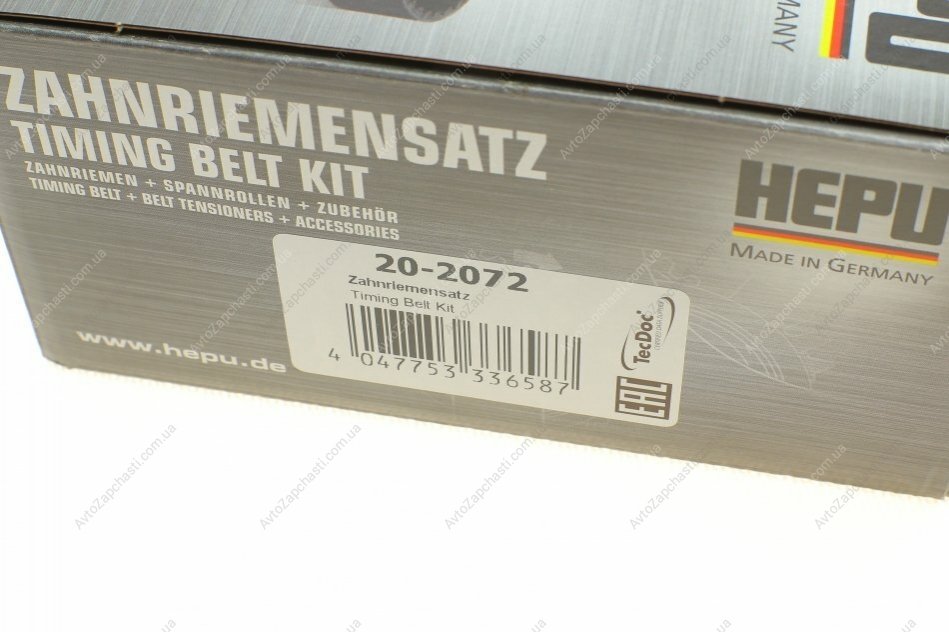 MANY
ZAHNRIEMENSATZ
TIMING BELT KIT
ZAHNRIEMEN + SPANNROLLEN + ZUBEHÖR
TIMING BELT + BELT TENSIONERS + ACCESSORIES
HEPU
MADE IN GERMANY
20-2072
Zahnriemensatz
Timing Belt Kit
4 047753 336587
TecDoc
EAC
www.hepu.de
AvtoZapchasti.com.ua